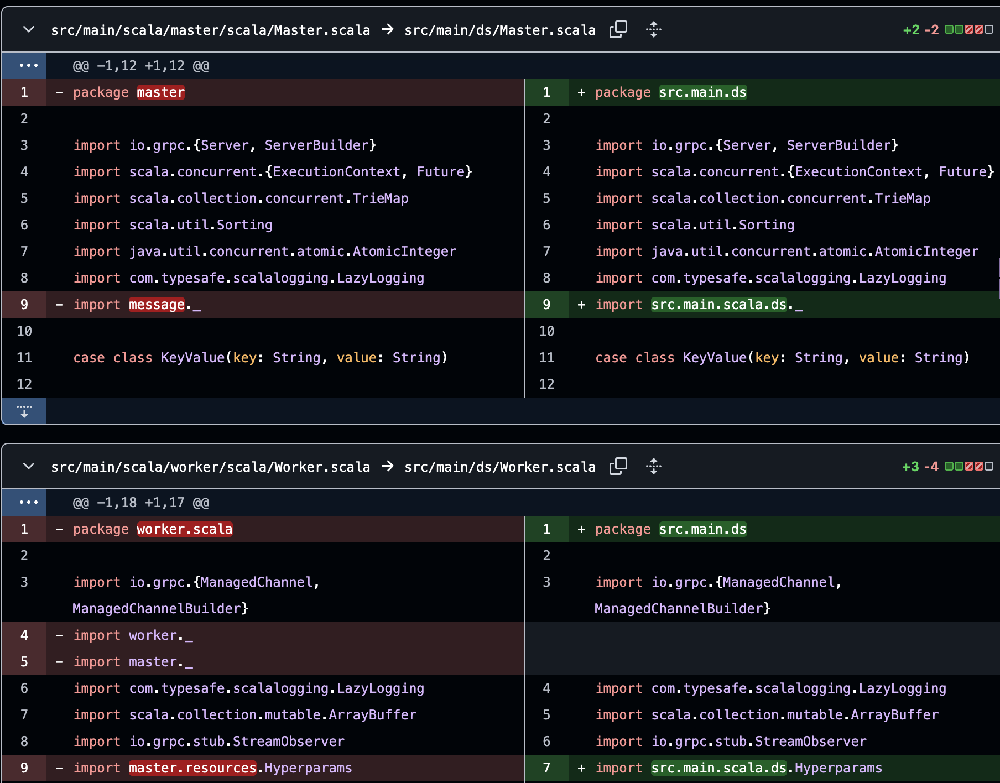 src/main/scala/master/scala/Master.scala → src/main/ds/Master.scala +2 -2
@@ -1,12 +1,12 @@
1 - package master
2
3 import io.grpc.{Server, ServerBuilder}
4 import scala.concurrent.{ExecutionContext, Future}
5 import scala.collection.concurrent.TrieMap
6 import scala.util.Sorting
7 import java.util.concurrent.atomic.AtomicInteger
8 import com.typesafe.scalalogging.LazyLogging
9 - import message._
10
11 case class KeyValue(key: String, value: String)
12
1 + package src.main.ds
2
3 import io.grpc.{Server, ServerBuilder}
4 import scala.concurrent.{ExecutionContext, Future}
5 import scala.collection.concurrent.TrieMap
6 import scala.util.Sorting
7 import java.util.concurrent.atomic.AtomicInteger
8 import com.typesafe.scalalogging.LazyLogging
9 + import src.main.scala.ds._
10
11 case class KeyValue(key: String, value: String)
12
src/main/scala/worker/scala/Worker.scala → src/main/ds/Worker.scala +3 -4
@@ -1,18 +1,17 @@
1 - package worker.scala
2
3 import io.grpc.{ManagedChannel,
ManagedChannelBuilder}
4 - import worker._
5 - import master._
6 import com.typesafe.scalalogging.LazyLogging
7 import scala.collection.mutable.ArrayBuffer
8 import io.grpc.stub.StreamObserver
9 - import master.resources.Hyperparams
1 + package src.main.ds
2
3 import io.grpc.{ManagedChannel,
ManagedChannelBuilder}
4 import com.typesafe.scalalogging.LazyLogging
5 import scala.collection.mutable.ArrayBuffer
6 import io.grpc.stub.StreamObserver
7 + import src.main.scala.ds.Hyperparams